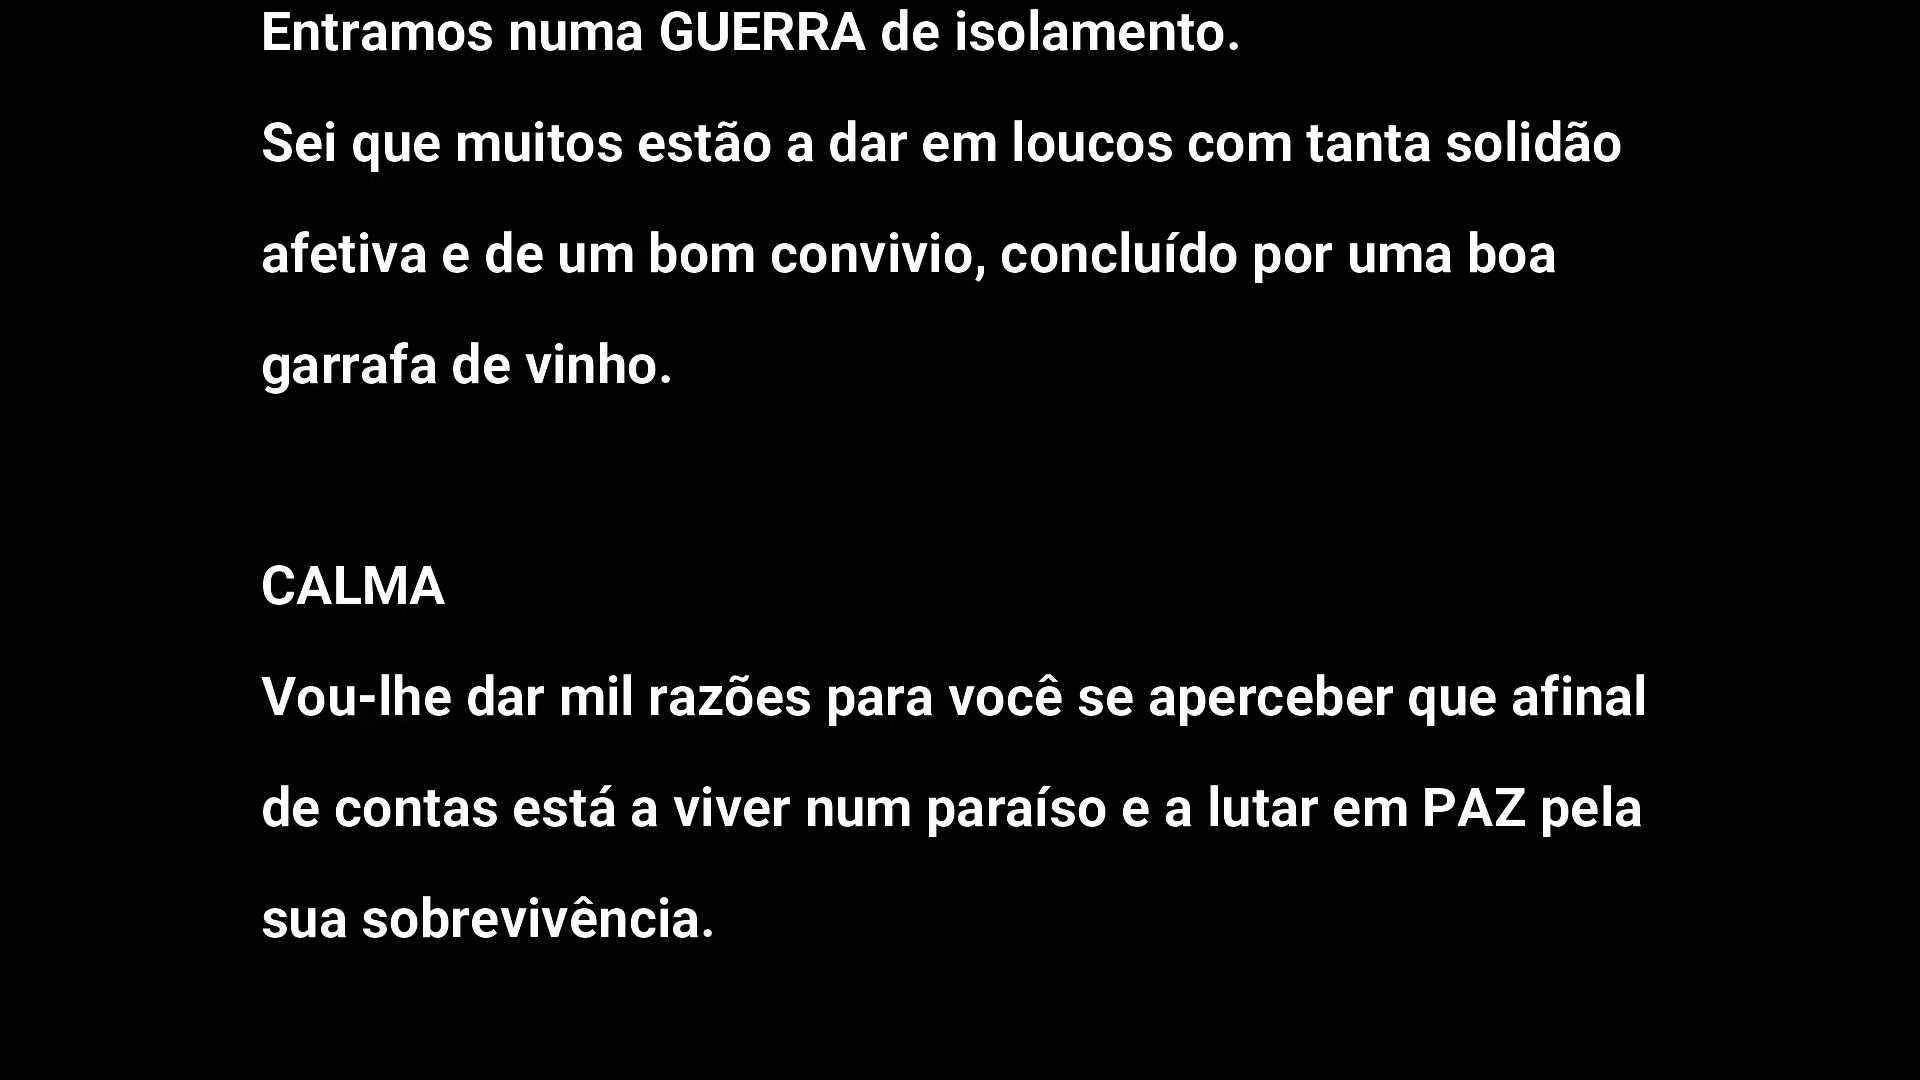 Entramos numa GUERRA de isolamento.
Sei que muitos estão a dar em loucos com tanta solidão
afetiva e de um bom convivio, concluído por uma boa
garrafa de vinho.
CALMA
Vou-lhe dar mil razões para você se aperceber que afinal
de contas está a viver num paraíso e a lutar em PAZ pela
sua sobrevivência.